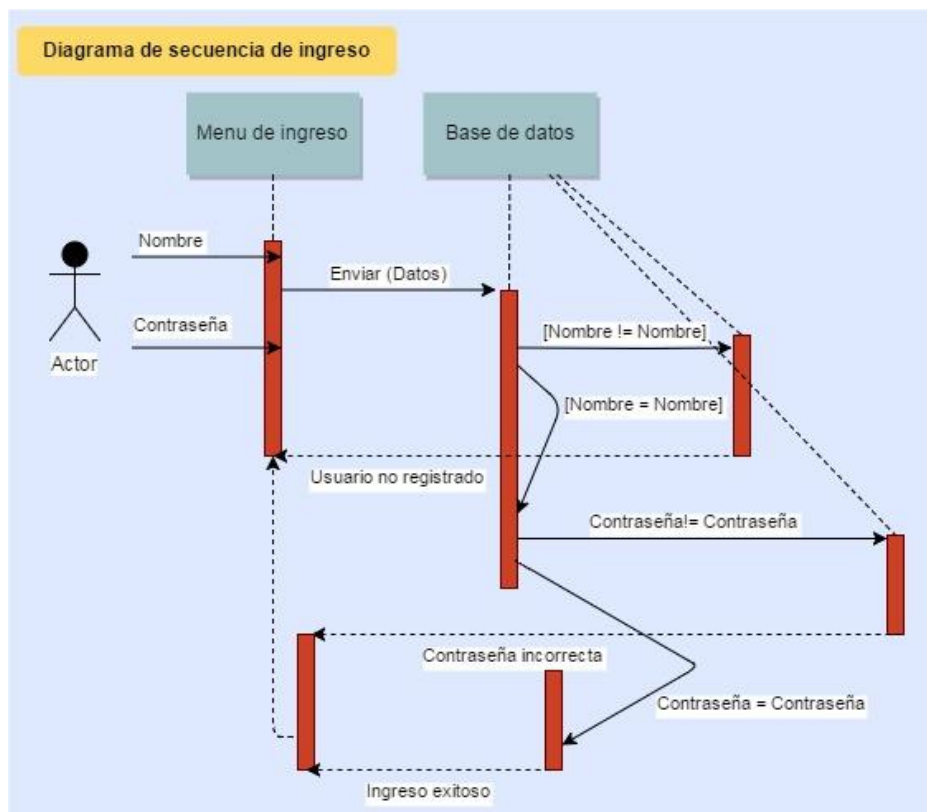 Diagrama de secuencia de ingreso
Menu de ingreso
Base de datos
Nombre
Enviar (Datos)
Contraseña
[Nombre != Nombre]
Actor
[Nombre = Nombre]
Usuario no registrado
Contraseña!= Contraseña
Contraseña incorrecta
Contraseña = Contraseña
Ingreso exitoso